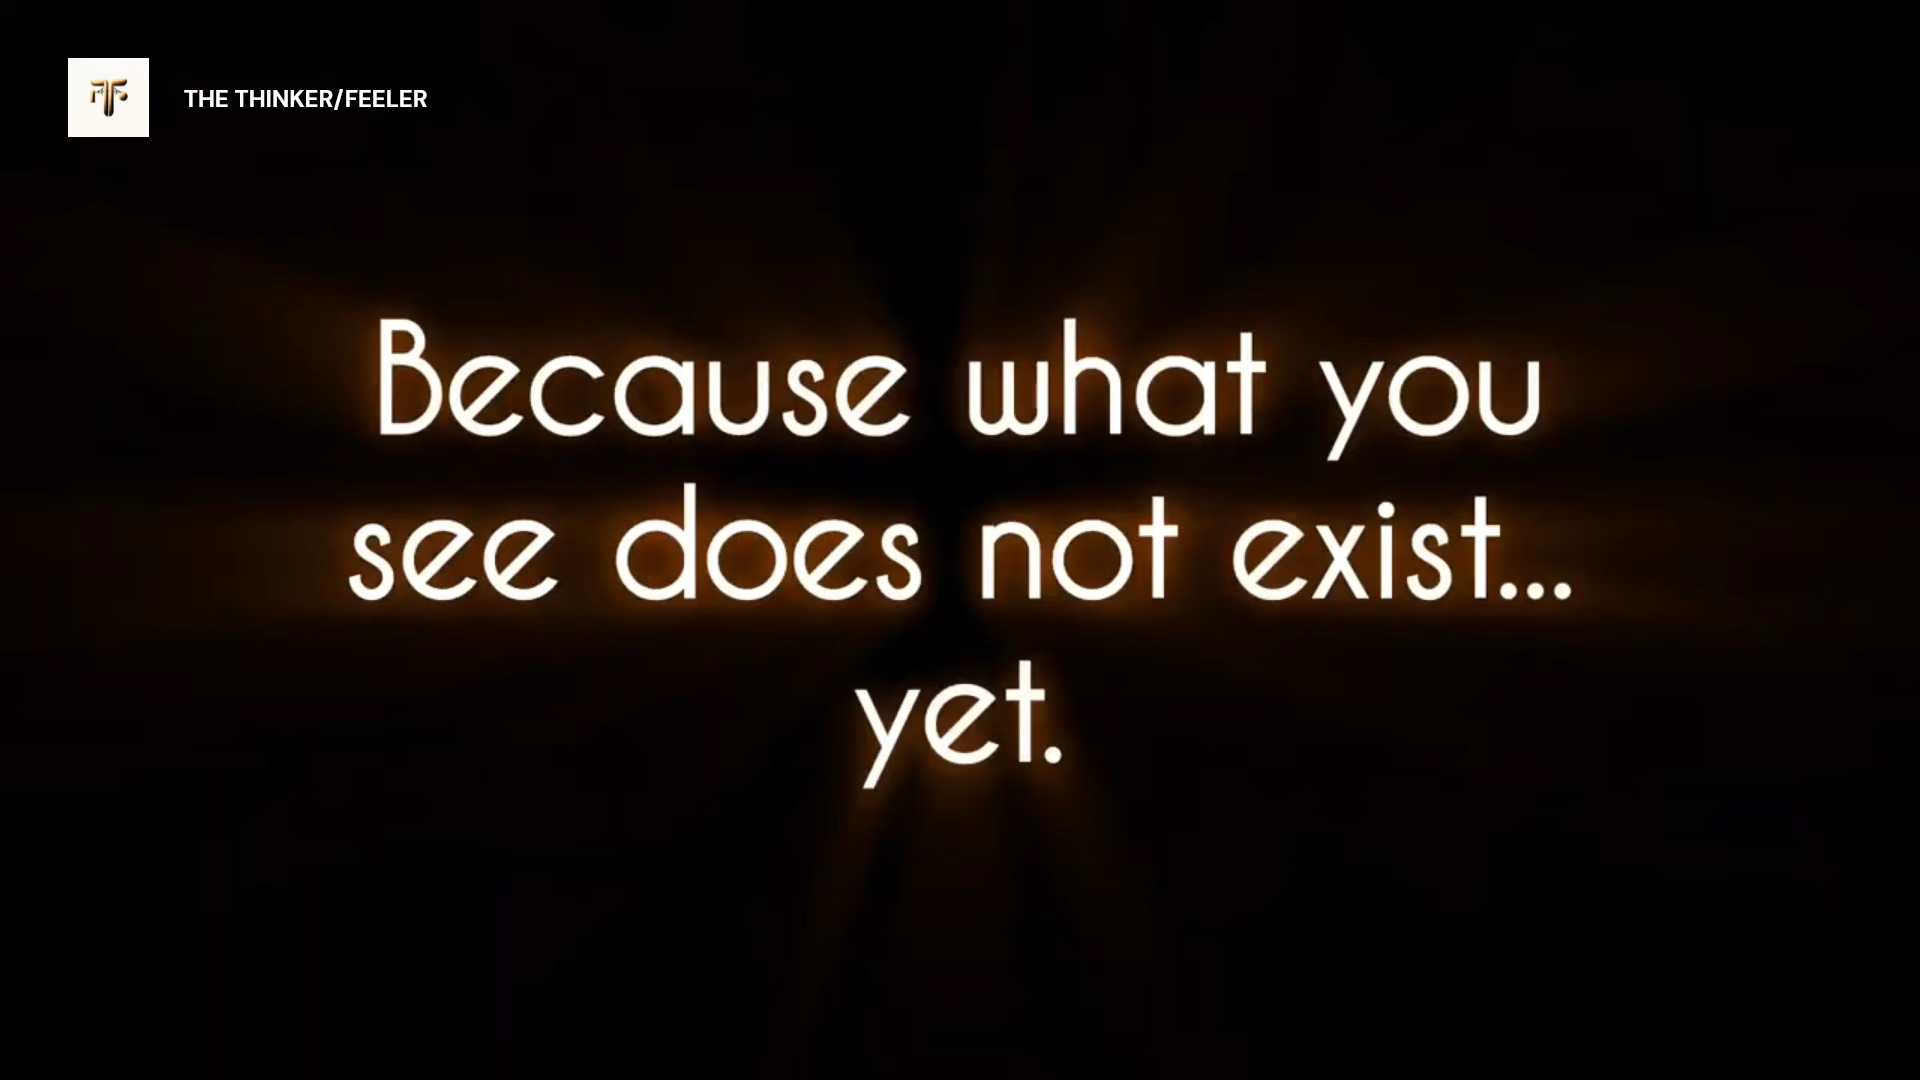 THE THINKER/FEELER
Because what you
see does not exist...
yet.